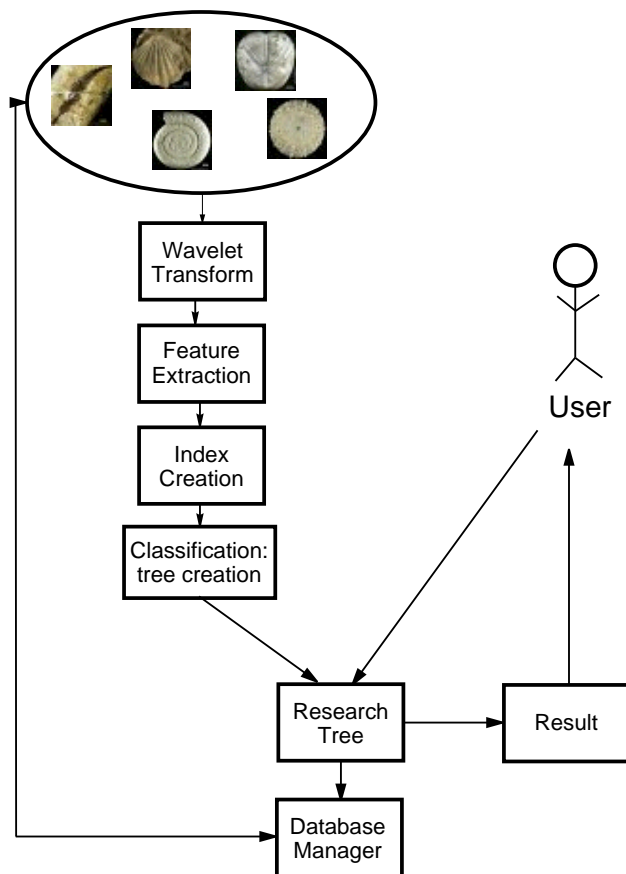 Wavelet
Transform
Feature
Extraction
Index
Creation
Classification:
tree creation
User
Research
Tree
Result
Database
Manager